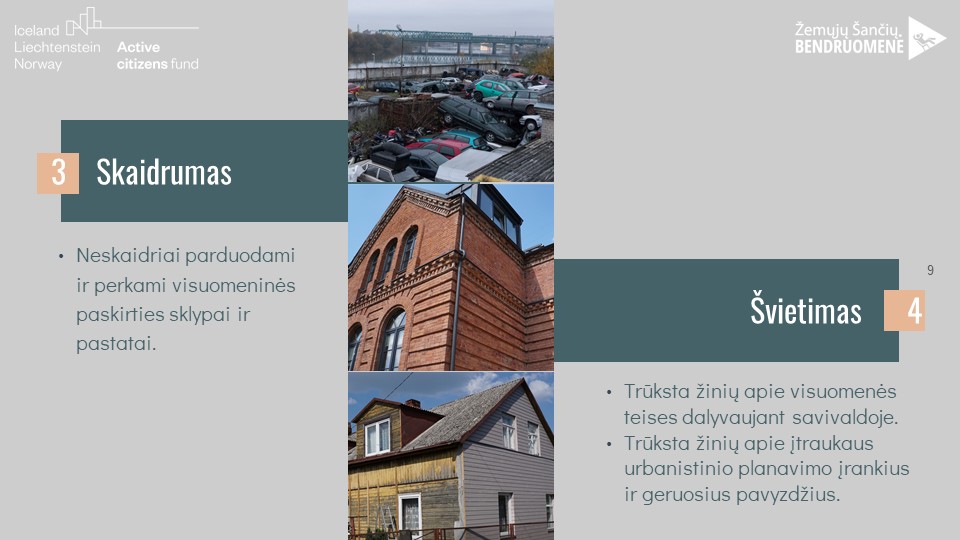 Iceland
Liechtenstein
Norway
Active
citizens fund
Žemųjų Šančių
BENDRUOMENĖ
3
Skaidrumas
• Neskaidriai parduodami
ir perkami visuomeninės
paskirties sklypai ir
pastatai.
9
Švietimas
4
• Trūksta žinių apie visuomenės
teises dalyvaujant savivaldoje.
• Trūksta žinių apie įtraukaus
urbanistinio planavimo įrankius
ir geruosius pavyzdžius.